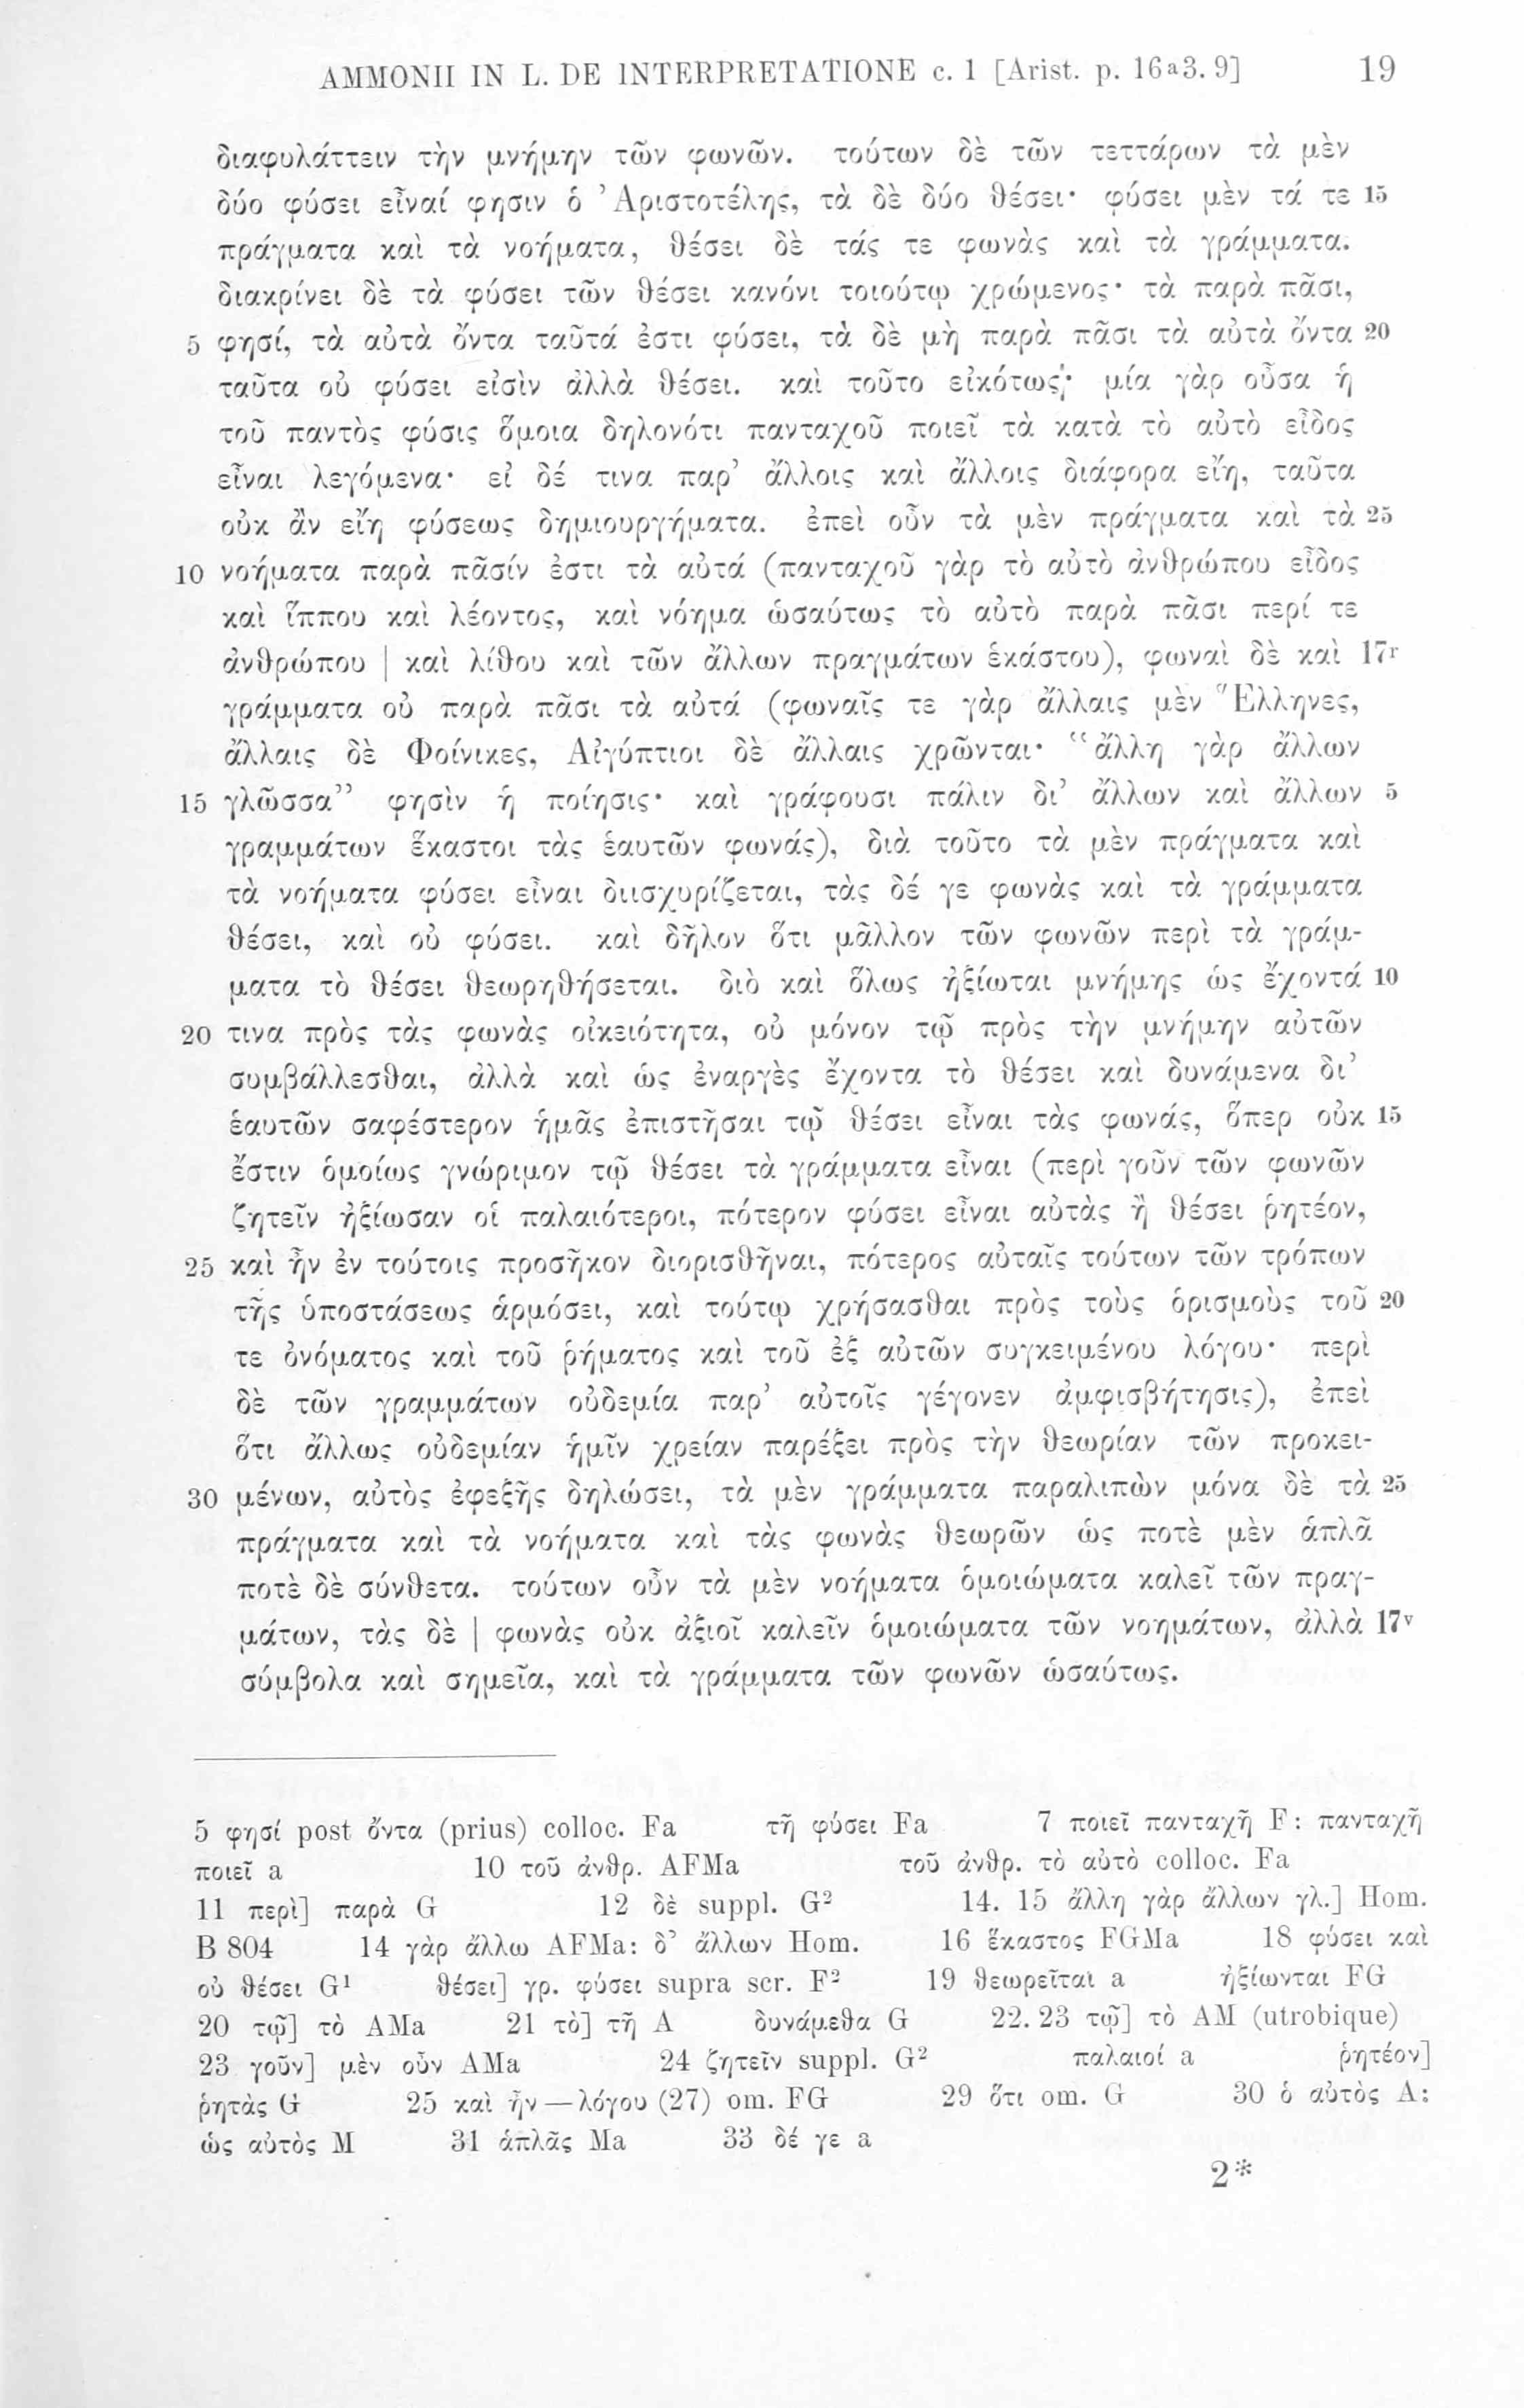 AMMONII IN L. DE INTERPRETATIONE c. 1 [Arist. p. 16a3. 9] 19
διαφυλάττειν τὴν μνήμην τῶν φωνῶν. τούτων δὲ τῶν τεττάρων τὰ μὲν
δύο φύσει εἶναί φησιν ὁ Ἀριστοτέλης, τὰ δὲ δύο θέσει· φύσει μὲν τά τε 15
πράγματα καὶ τὰ νοήματα, θέσει δὲ τάς τε φωνὰς καὶ τὰ γράμματα.
διακρίνει δὲ τὰ φύσει τῶν θέσει κανόνι τοιούτῳ χρώμενος· τὰ παρὰ πᾶσι,
5 φησί, τὰ αὐτὰ ὄντα ταῦτά ἐστι φύσει, τὰ δὲ μὴ παρὰ πᾶσι τὰ αὐτὰ ὄντα 20
ταῦτα οὐ φύσει εἰσὶν ἀλλὰ θέσει. καὶ τοῦτο εἰκότως· μία γὰρ οὖσα ἡ
τοῦ παντὸς φύσις ὅμοια δηλονότι πανταχοῦ ποιεῖ τὰ κατὰ τὸ αὐτὸ εἶδος
εἶναι λεγόμενα· εἰ δέ τινα παρ’ ἄλλοις καὶ ἄλλοις διάφορα εἴη, ταῦτα
οὐκ ἂν εἴη φύσεως δημιουργήματα. ἐπεὶ οὖν τὰ μὲν πράγματα καὶ τὰ 25
10 νοήματα παρὰ πᾶσίν ἐστι τὰ αὐτά (πανταχοῦ γὰρ τὸ αὐτὸ ἀνθρώπου εἶδος
καὶ ἵππου καὶ λέοντος, καὶ νόημα ὡσαύτως τὸ αὐτὸ παρὰ πᾶσι περί τε
ἀνθρώπου | καὶ λίθου καὶ τῶν ἄλλων πραγμάτων ἑκάστου), φωναὶ δὲ καὶ 17r
γράμματα οὐ παρὰ πᾶσι τὰ αὐτά (φωναῖς τε γὰρ ἄλλαις μὲν Ἕλληνες,
ἄλλαις δὲ Φοίνικες, Αἰγύπτιοι δὲ ἄλλαις χρῶνται· “ἄλλη γὰρ ἄλλων
15 γλῶσσα” φησὶν ἡ ποίησις· καὶ γράφουσι πάλιν δι’ ἄλλων καὶ ἄλλων 5
γραμμάτων ἕκαστοι τὰς ἑαυτῶν φωνάς), διὰ τοῦτο τὰ μὲν πράγματα καὶ
τὰ νοήματα φύσει εἶναι διισχυρίζεται, τὰς δέ γε φωνὰς καὶ τὰ γράμματα
θέσει, καὶ οὐ φύσει. καὶ δῆλον ὅτι μᾶλλον τῶν φωνῶν περὶ τὰ γράμ-
ματα τὸ θέσει θεωρηθήσεται. διὸ καὶ ὅλως ἠξίωται μνήμης ὡς ἔχοντά 10
20 τινα πρὸς τὰς φωνὰς οἰκειότητα, οὐ μόνον τῷ πρὸς τὴν μνήμην αὐτῶν
συμβάλλεσθαι, ἀλλὰ καὶ ὡς ἐναργὲς ἔχοντα τὸ θέσει καὶ δυνάμενα δι’
ἑαυτῶν σαφέστερον ἡμᾶς ἐπιστῆσαι τῷ θέσει εἶναι τὰς φωνάς, ὅπερ οὐκ 15
ἔστιν ὁμοίως γνώριμον τῷ θέσει τὰ γράμματα εἶναι (περὶ γοῦν τῶν φωνῶν
ζητεῖν ἠξίωσαν οἱ παλαιότεροι, πότερον φύσει εἶναι αὐτὰς ἢ θέσει ῥητέον,
25 καὶ ἦν ἐν τούτοις προσῆκον διορισθῆναι, πότερος αὐταῖς τούτων τῶν τρόπων
τῆς ὑποστάσεως ἁρμόσει, καὶ τούτῳ χρήσασθαι πρὸς τοὺς ὁρισμοὺς τοῦ 20
τε ὀνόματος καὶ τοῦ ῥήματος καὶ τοῦ ἐξ αὐτῶν συγκειμένου λόγου· περὶ
δὲ τῶν γραμμάτων οὐδεμία παρ’ αὐτοῖς γέγονεν ἀμφισβήτησις), ἐπεὶ
ὅτι ἄλλως οὐδεμίαν ἡμῖν χρείαν παρέξει πρὸς τὴν θεωρίαν τῶν προκει-
30 μένων, αὐτὸς ἐφεξῆς δηλώσει, τὰ μὲν γράμματα παραλιπὼν μόνα δὲ τὰ 25
πράγματα καὶ τὰ νοήματα καὶ τὰς φωνὰς θεωρῶν ὡς ποτὲ μὲν ἁπλᾶ
ποτὲ δὲ σύνθετα. τούτων οὖν τὰ μὲν νοήματα ὁμοιώματα καλεῖ τῶν πραγ-
μάτων, τὰς δὲ | φωνὰς οὐκ ἀξιοῖ καλεῖν ὁμοιώματα τῶν νοημάτων, ἀλλὰ 17v
σύμβολα καὶ σημεῖα, καὶ τὰ γράμματα τῶν φωνῶν ὡσαύτως.
5 φησί post ὄντα (prius) colloc. Fa τῇ φύσει Fa 7 ποιεῖ πανταχῇ F: πανταχῇ
ποιεῖ a 10 τοῦ ἀνθρ. AFMa τοῦ ἀνθρ. τὸ αὐτὸ colloc. Fa
11 περὶ] παρὰ G 12 δὲ suppl. G² 14. 15 ἄλλη γὰρ ἄλλων γλ.] Hom.
B 804 14 γὰρ ἄλλω AFMa: δ’ ἄλλων Hom. 16 ἕκαστος FGMa 18 φύσει καὶ
οὐ θέσει G¹ θέσει] γρ. φύσει supra scr. F² 19 θεωρεῖται a ἠξίωνται FG
20 τῷ] τὸ AMa 21 τὸ] τῇ A δυνάμεθα G 22. 23 τῷ] τὸ AM (utrobique)
23 γοῦν] μὲν οὖν AMa 24 ζητεῖν suppl. G² παλαιοί a ῥητέον]
ῥητὰς G 25 καὶ ἦν — λόγου (27) om. FG 29 ὅτι om. G 30 ὁ αὐτὸς A:
ὡς αὐτὸς M 31 ἁπλᾶς Ma 33 δέ γε a
2*